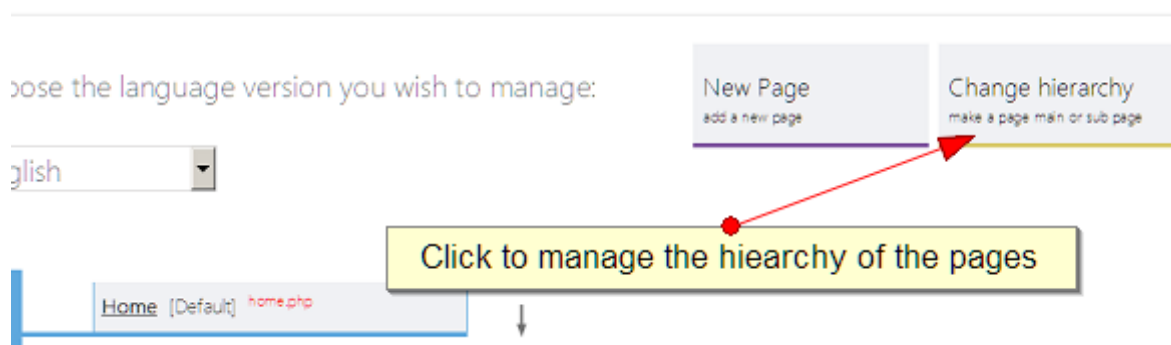 oose the language version you wish to manage:
New Page
add a new page
Change hierarchy
make a page main or sub page
glish
Click to manage the hiearchy of the pages
Home [Default] home.php